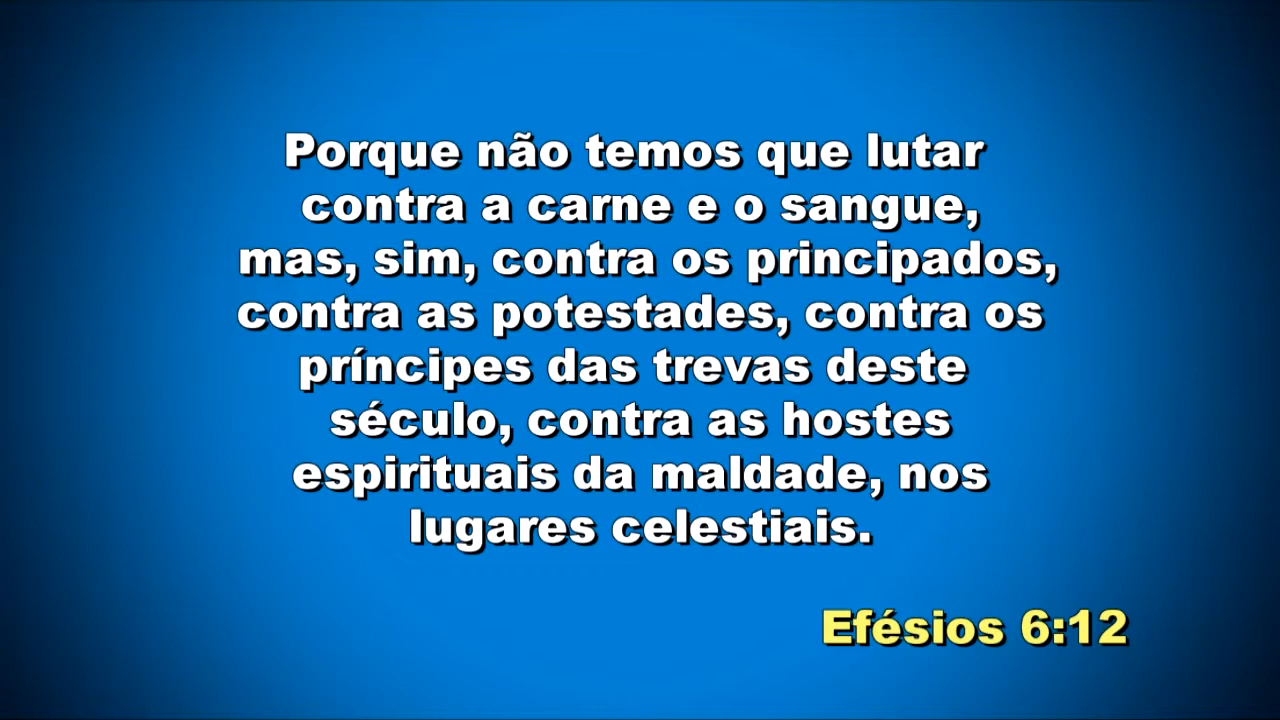 Porque não temos que lutar
contra a carne e o sangue,
mas, sim, contra os principados,
contra as potestades, contra os
príncipes das trevas deste
século, contra as hostes
espirituais da maldade, nos
lugares celestiais.
Efésios 6:12